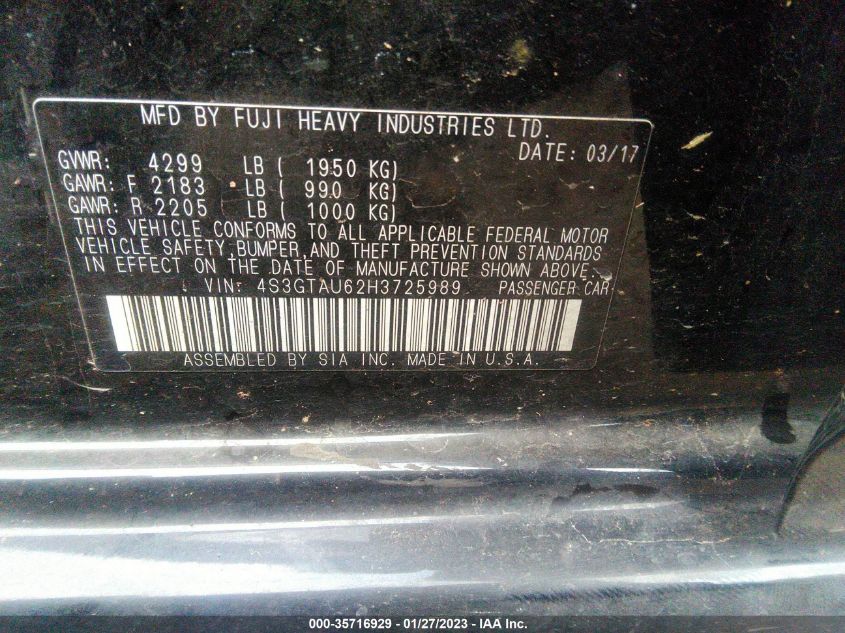 MFD BY FUJI HEAVY INDUSTRIES LTD.
DATE: 03/17
GVWR: 4299 LB ( 1950 KG)
GAWR: F 2183 LB ( 990 KG)
GAWR: R 2205 LB ( 1000 KG)
THIS VEHICLE CONFORMS TO ALL APPLICABLE FEDERAL MOTOR
VEHICLE SAFETY, BUMPER, AND THEFT PREVENTION STANDARDS
IN EFFECT ON THE DATE OF MANUFACTURE SHOWN ABOVE.
VIN: 4S3GTAU62H3725989 PASSENGER CAR
ASSEMBLED BY SIA INC. MADE IN U.S.A.
000-35716929 - 01/27/2023 - IAA Inc.